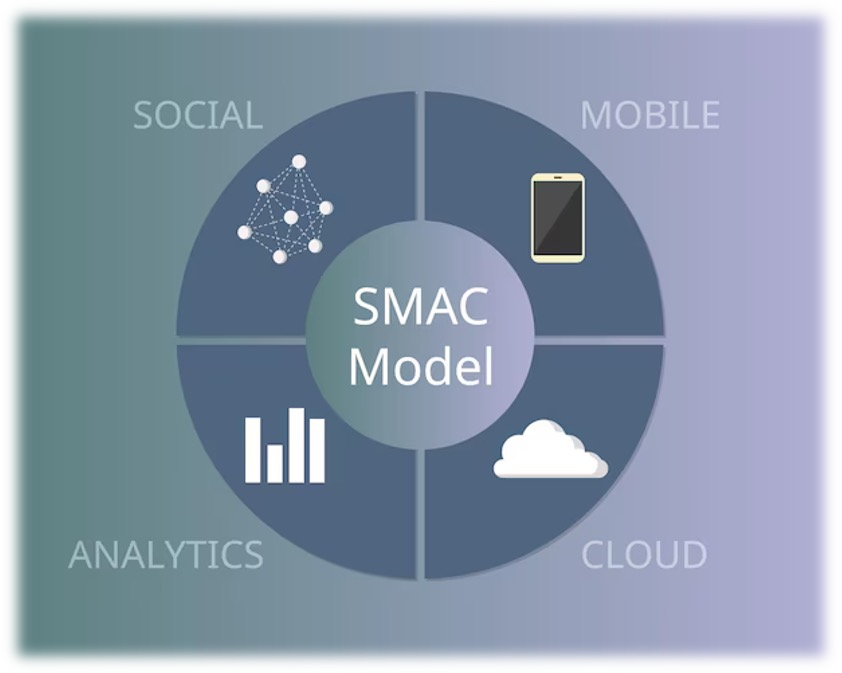 SOCIAL
MOBILE
SMAC
Model
ANALYTICS
CLOUD